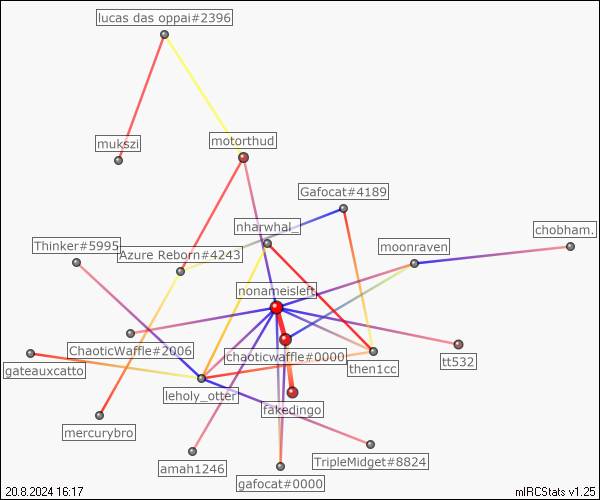 lucas das oppai#2396
mukszi
motorthud
Gafocat#4189
nharwhal_
chobham.
Thinker#5995
Azure Reborn#4243
moonraven
nonameisleft
ChaoticWaffle#2006
chaoticwaffle#0000
tt532
gateauxcatto
then1cc
leholy_otter
fakedingo
mercurybro
amah1246
TripleMidget#8824
gafocat#0000
20.8.2024 16:17
mIRCStats v1.25